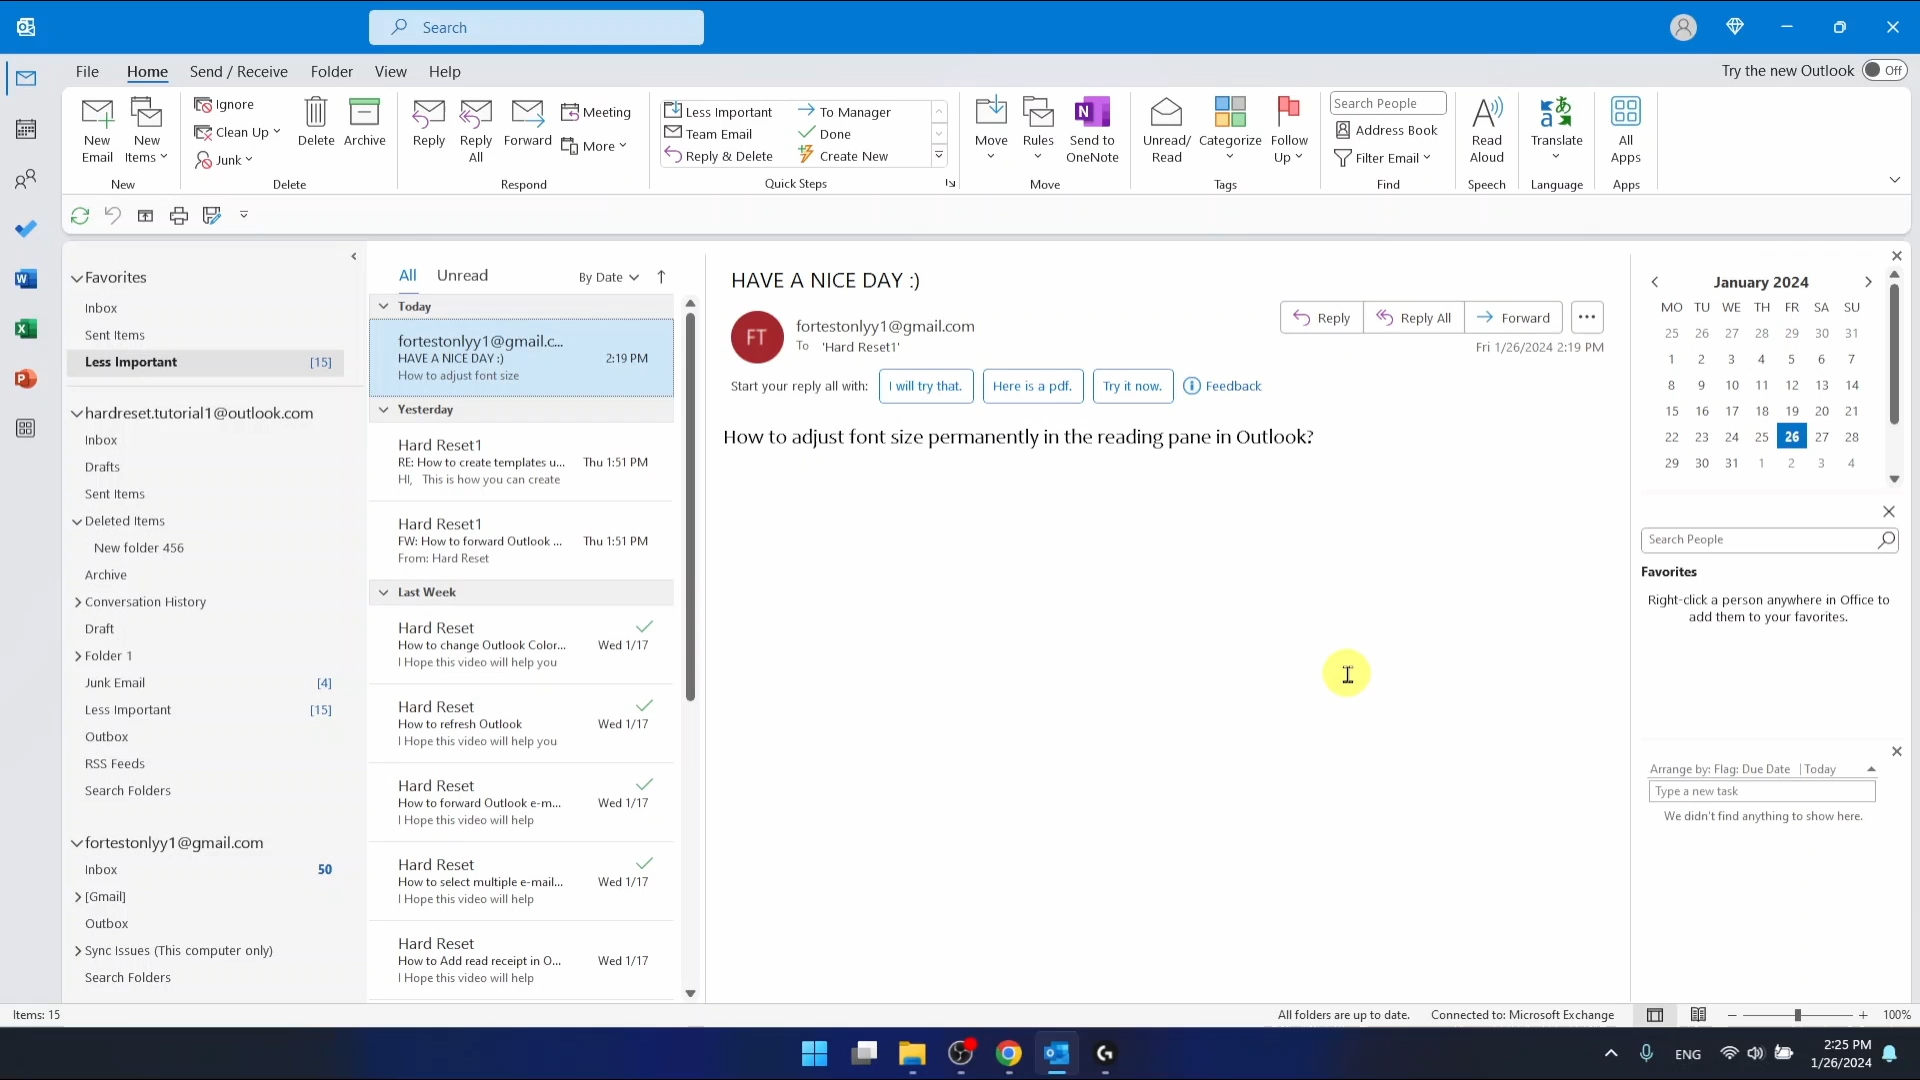 Search
File Home Send / Receive Folder View Help
Try the new Outlook Off
New Email
New Items
New
Ignore
Clean Up
Junk
Delete
Archive
Delete
Reply
Reply All
Forward
Meeting
More
Respond
Less Important
Team Email
Reply & Delete
To Manager
Done
Create New
Quick Steps
Move
Rules
Send to OneNote
Move
Unread/ Read
Categorize
Follow Up
Tags
Search People
Address Book
Filter Email
Find
Read Aloud
Speech
Translate
Language
All Apps
Apps
Favorites
Inbox
Sent Items
Less Important [15]
hardreset.tutorial1@outlook.com
Inbox
Drafts
Sent Items
Deleted Items
New folder 456
Archive
Conversation History
Draft
Folder 1
Junk Email [4]
Less Important [15]
Outbox
RSS Feeds
Search Folders
fortestonlyy1@gmail.com
Inbox 50
[Gmail]
Outbox
Sync Issues (This computer only)
Search Folders
All Unread By Date
Today
fortestonlyy1@gmail.c...
HAVE A NICE DAY :) 2:19 PM
How to adjust font size
Yesterday
Hard Reset1
RE: How to create templates u... Thu 1:51 PM
HI, This is how you can create
Hard Reset1
FW: How to forward Outlook ... Thu 1:51 PM
From: Hard Reset
Last Week
Hard Reset
How to change Outlook Color... Wed 1/17
I Hope this video will help you
Hard Reset
How to refresh Outlook Wed 1/17
I Hope this video will help you
Hard Reset
How to forward Outlook e-m... Wed 1/17
I Hope this video will help
Hard Reset
How to select multiple e-mail... Wed 1/17
I Hope this video will help
Hard Reset
How to Add read receipt in O... Wed 1/17
I Hope this video will help
HAVE A NICE DAY :)
FT
fortestonlyy1@gmail.com
To 'Hard Reset1'
Reply Reply All Forward
Fri 1/26/2024 2:19 PM
Start your reply all with: I will try that. Here is a pdf. Try it now. Feedback
How to adjust font size permanently in the reading pane in Outlook?
January 2024
MO TU WE TH FR SA SU
25 26 27 28 29 30 31
1 2 3 4 5 6 7
8 9 10 11 12 13 14
15 16 17 18 19 20 21
22 23 24 25 26 27 28
29 30 31 1 2 3 4
Search People
Favorites
Right-click a person anywhere in Office to
add them to your favorites.
Arrange by: Flag: Due Date Today
Type a new task
We didn't find anything to show here.
Items: 15
All folders are up to date. Connected to: Microsoft Exchange 100%
ENG
2:25 PM
1/26/2024